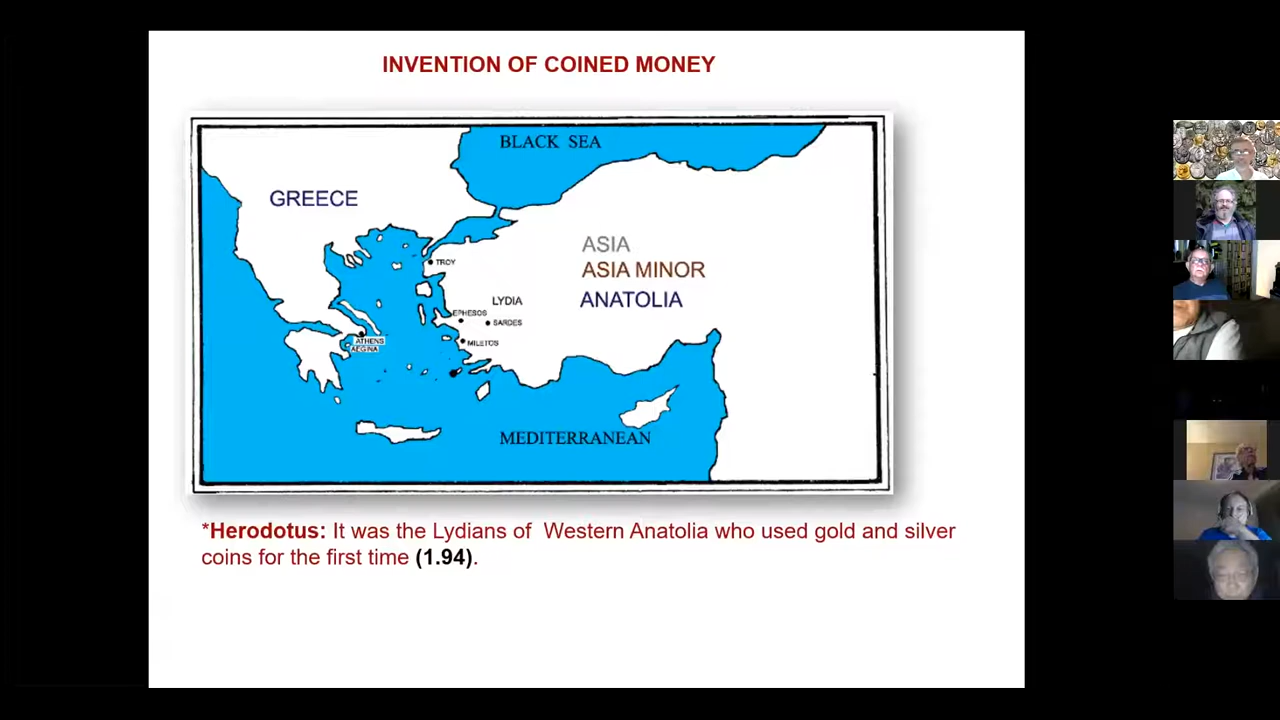 INVENTION OF COINED MONEY
BLACK SEA
GREECE
ASIA
ASIA MINOR
ANATOLIA
TROY
LYDIA
EPHESOS
SARDES
MILETOS
ATHENS
AEGINA
MEDITERRANEAN
*Herodotus: It was the Lydians of Western Anatolia who used gold and silver
coins for the first time (1.94).